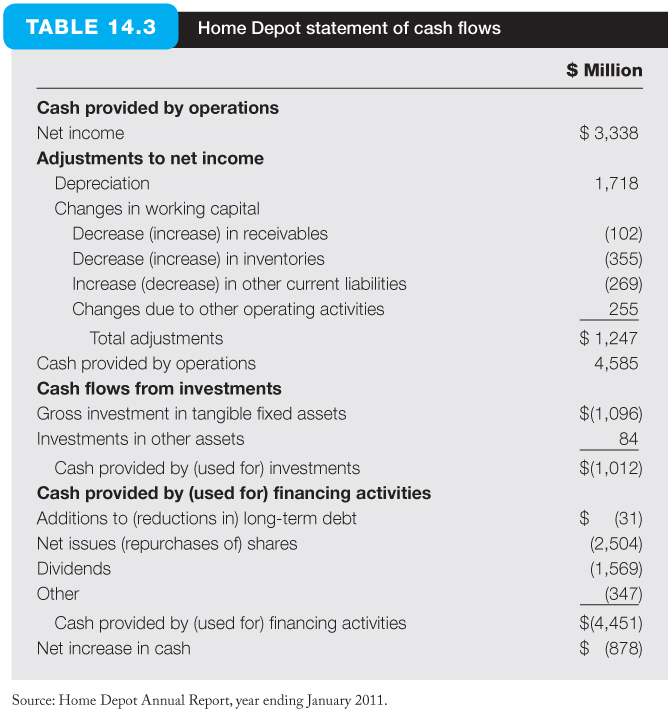 TABLE 14.3 Home Depot statement of cash flows
$ Million
Cash provided by operations
Net income $ 3,338
Adjustments to net income
Depreciation 1,718
Changes in working capital
Decrease (increase) in receivables (102)
Decrease (increase) in inventories (355)
Increase (decrease) in other current liabilities (269)
Changes due to other operating activities 255
Total adjustments $ 1,247
Cash provided by operations 4,585
Cash flows from investments
Gross investment in tangible fixed assets $(1,096)
Investments in other assets 84
Cash provided by (used for) investments $(1,012)
Cash provided by (used for) financing activities
Additions to (reductions in) long-term debt $ (31)
Net issues (repurchases of) shares (2,504)
Dividends (1,569)
Other (347)
Cash provided by (used for) financing activities $(4,451)
Net increase in cash $ (878)
Source: Home Depot Annual Report, year ending January 2011.